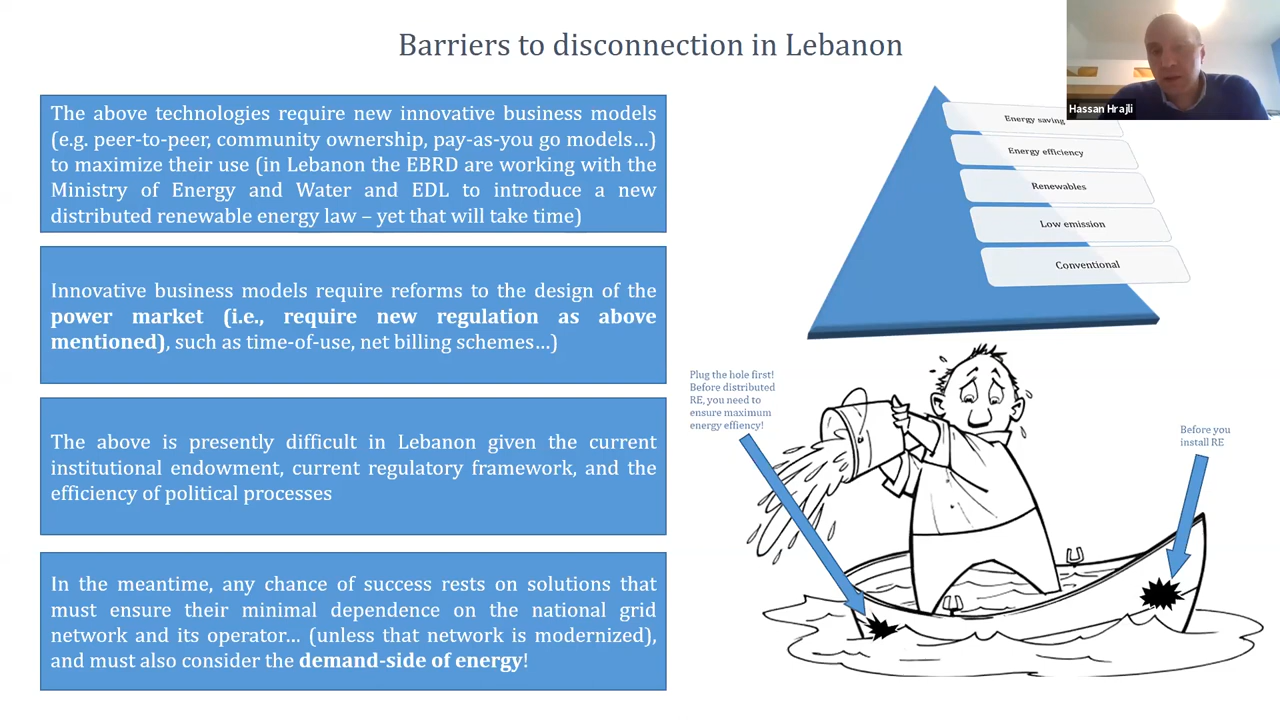 Barriers to disconnection in Lebanon
Hassan Hrajli
The above technologies require new innovative business models
(e.g. peer-to-peer, community ownership, pay-as-you go models...)
to maximize their use (in Lebanon the EBRD are working with the
Ministry of Energy and Water and EDL to introduce a new
distributed renewable energy law – yet that will take time)
Innovative business models require reforms to the design of the
power market (i.e., require new regulation as above
mentioned), such as time-of-use, net billing schemes...)
The above is presently difficult in Lebanon given the current
institutional endowment, current regulatory framework, and the
efficiency of political processes
In the meantime, any chance of success rests on solutions that
must ensure their minimal dependence on the national grid
network and its operator... (unless that network is modernized),
and must also consider the demand-side of energy!
Energy saving
Energy efficiency
Renewables
Low emission
Conventional
Plug the hole first!
Before distributed
RE, you need to
ensure maximum
energy effiency!
Before you
install RE